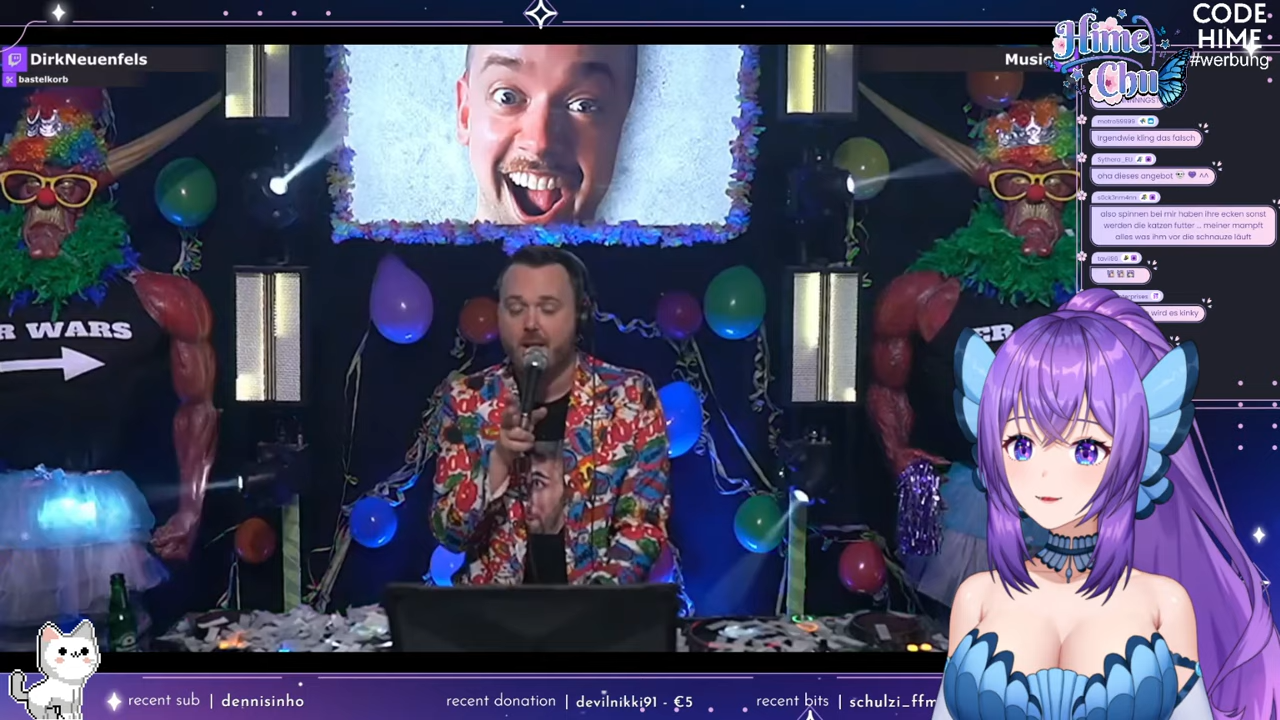 DirkNeuenfels
bastelkorb
Music
Hime
Chu
CODE
HIME
#werbung
irgendwie kling das falsch
Sythora_EU
oha dieses angebot
^^
also spinnen bei mir haben ihre ecken sonst
werden die katzen futter .. meiner mampft
alles was ihm vor die schnauze läuft
wird es kinky
R WARS
recent sub | dennisinho
recent donation | devilnikki91 - €5
recent bits | schulzi_ffm